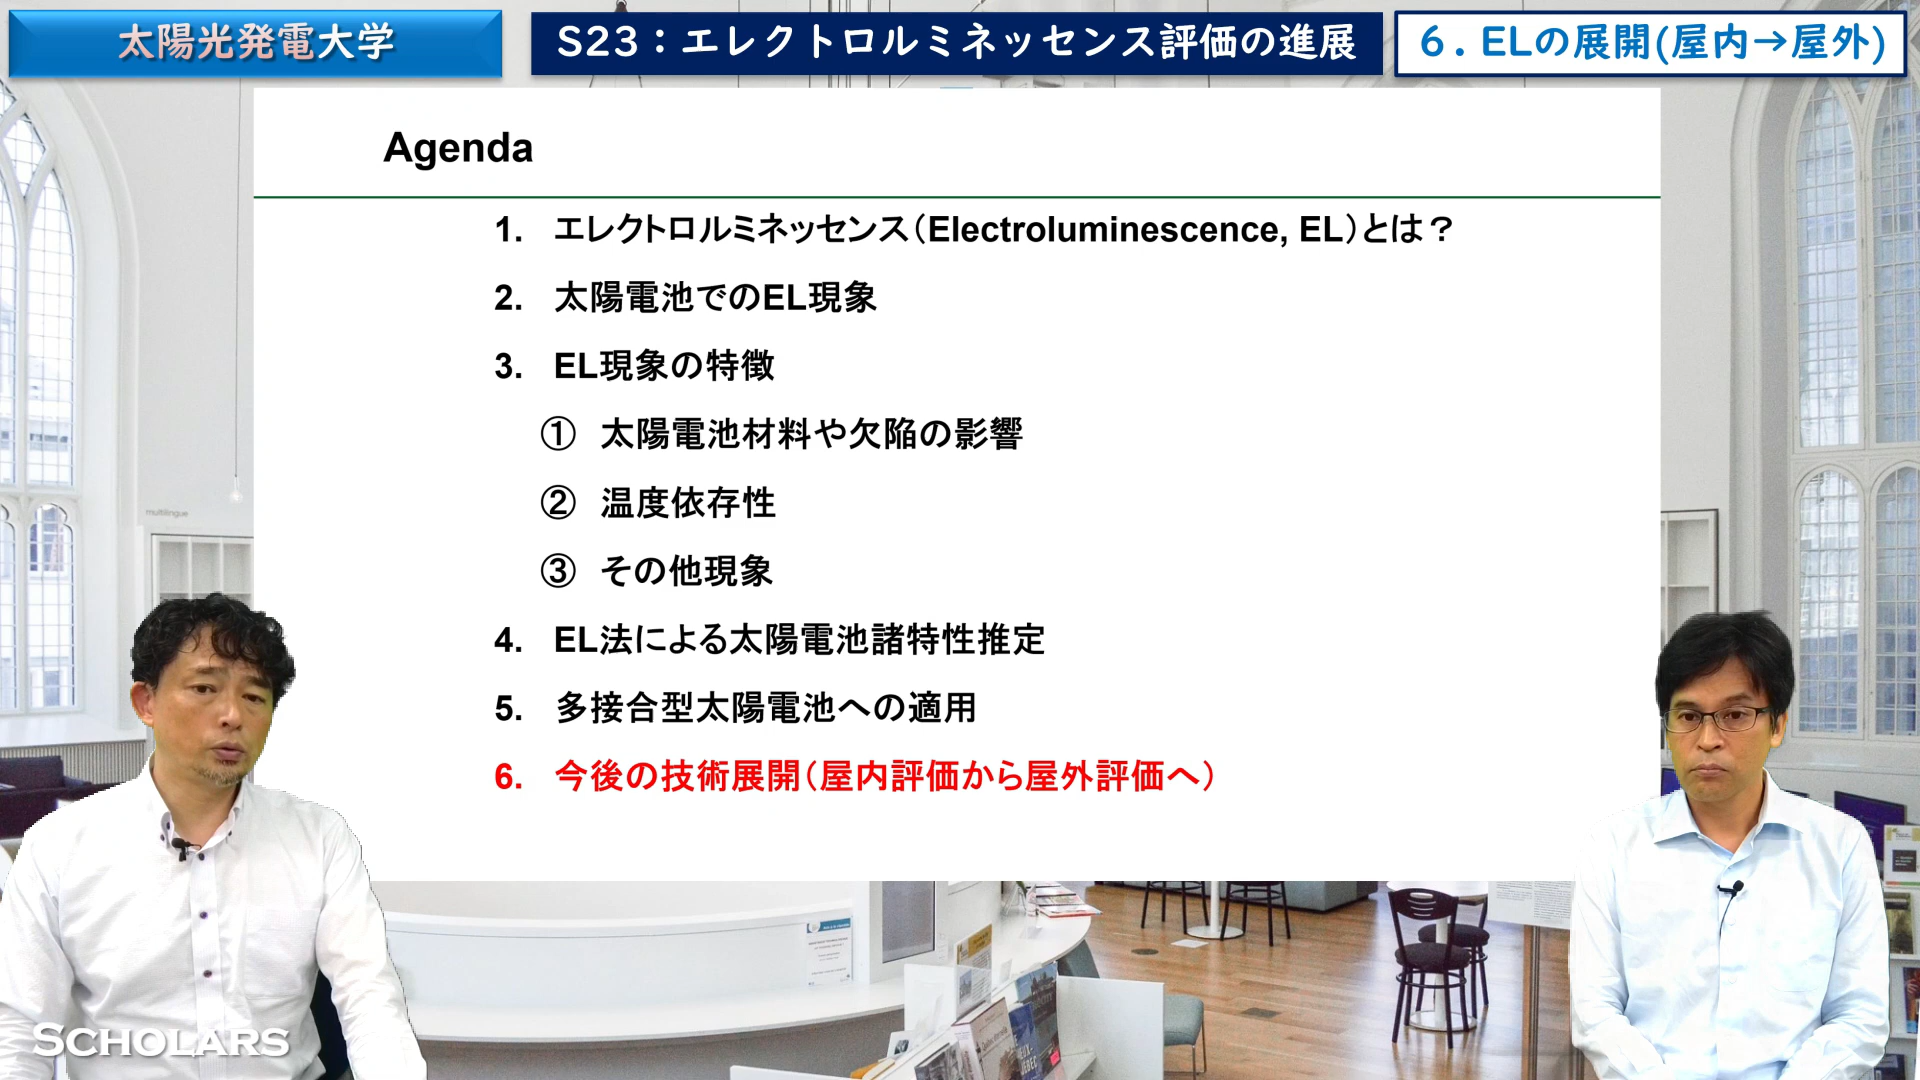 太陽光発電大学
S23：エレクトロルミネッセンス評価の進展
６. ELの展開(屋内→屋外)
Agenda
1. エレクトロルミネッセンス（Electroluminescence, EL）とは？
2. 太陽電池でのEL現象
3. EL現象の特徴
① 太陽電池材料や欠陥の影響
② 温度依存性
③ その他現象
4. EL法による太陽電池諸特性推定
5. 多接合型太陽電池への適用
6. 今後の技術展開（屋内評価から屋外評価へ）
multilingue
SCHOLARS